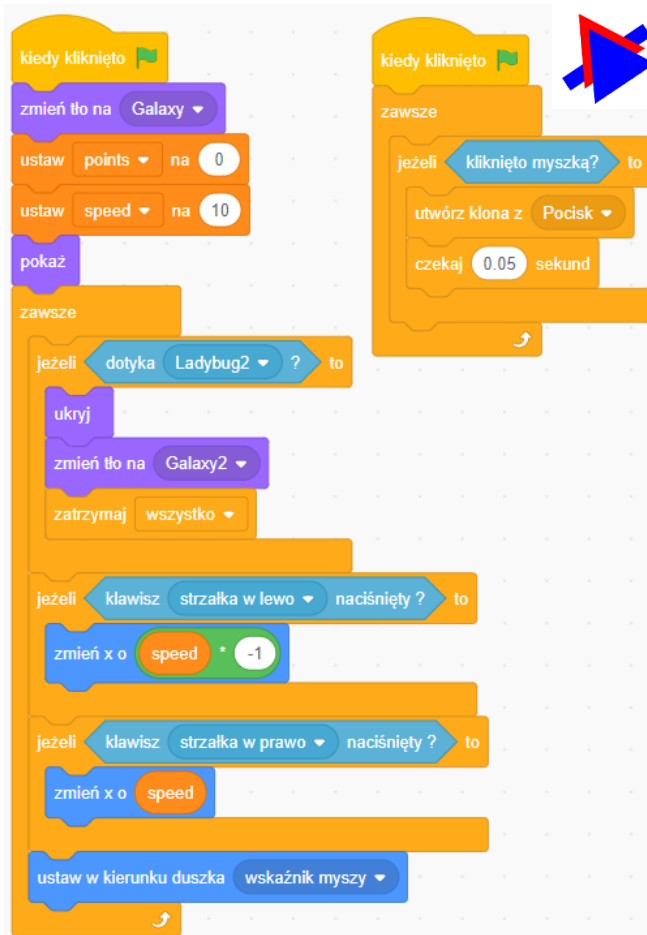 kiedy kliknięto
zmień tło na Galaxy
ustaw points na 0
ustaw speed na 10
pokaż
zawsze
jeżeli dotyka Ladybug2 ? to
ukryj
zmień tło na Galaxy2
zatrzymaj wszystko
jeżeli klawisz strzałka w lewo naciśnięty ? to
zmień x o speed * -1
jeżeli klawisz strzałka w prawo naciśnięty ? to
zmień x o speed
ustaw w kierunku duszka wskaźnik myszy
kiedy kliknięto
zawsze
jeżeli kliknięto myszką? to
utwórz klona z Pocisk
czekaj 0.05 sekund